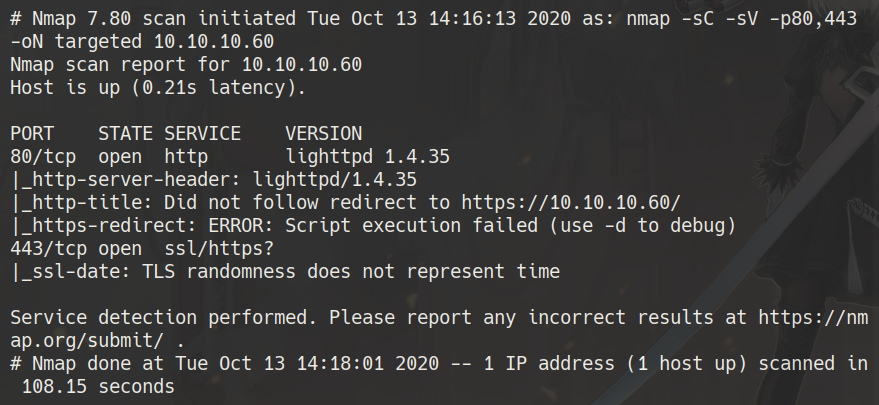 # Nmap 7.80 scan initiated Tue Oct 13 14:16:13 2020 as: nmap -sC -sV -p80,443
-oN targeted 10.10.10.60
Nmap scan report for 10.10.10.60
Host is up (0.21s latency).

PORT    STATE SERVICE    VERSION
80/tcp  open  http       lighttpd 1.4.35
|_http-server-header: lighttpd/1.4.35
|_http-title: Did not follow redirect to https://10.10.10.60/
|_https-redirect: ERROR: Script execution failed (use -d to debug)
443/tcp open  ssl/https?
|_ssl-date: TLS randomness does not represent time

Service detection performed. Please report any incorrect results at https://nm
ap.org/submit/ .
# Nmap done at Tue Oct 13 14:18:01 2020 -- 1 IP address (1 host up) scanned in
 108.15 seconds